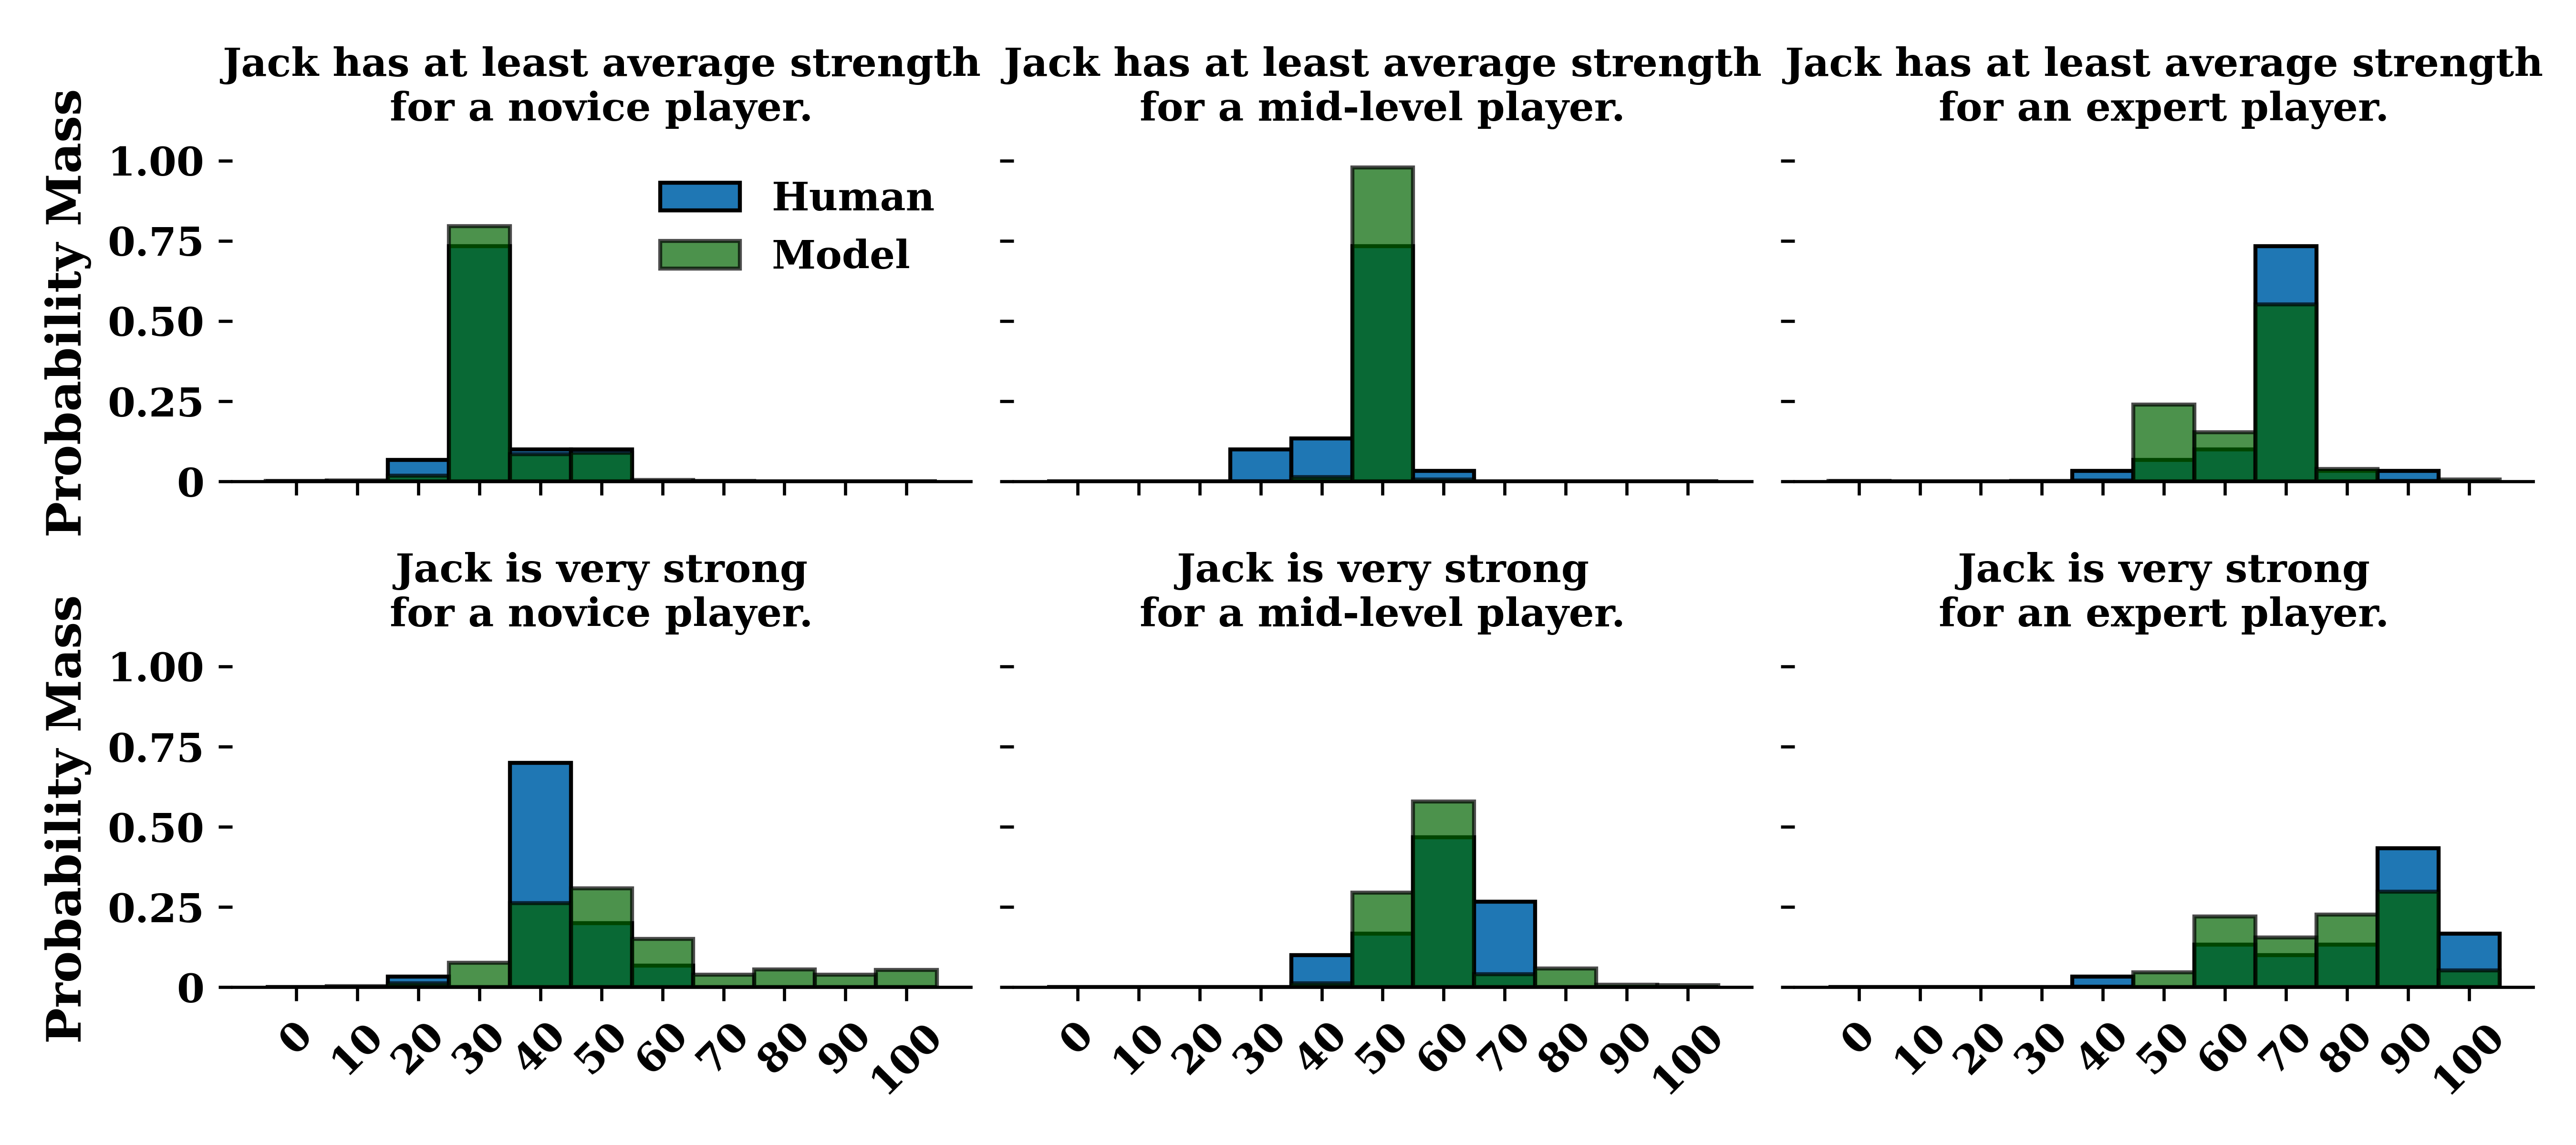 Jack has at least average strength
for a novice player.
Jack has at least average strength
for a mid-level player.
Jack has at least average strength
for an expert player.
Probability Mass
1.00
0.75
0.50
0.25
0
Human
Model
Jack is very strong
for a novice player.
Jack is very strong
for a mid-level player.
Jack is very strong
for an expert player.
Probability Mass
1.00
0.75
0.50
0.25
0
0 10 20 30 40 50 60 70 80 90 100
0 10 20 30 40 50 60 70 80 90 100
0 10 20 30 40 50 60 70 80 90 100